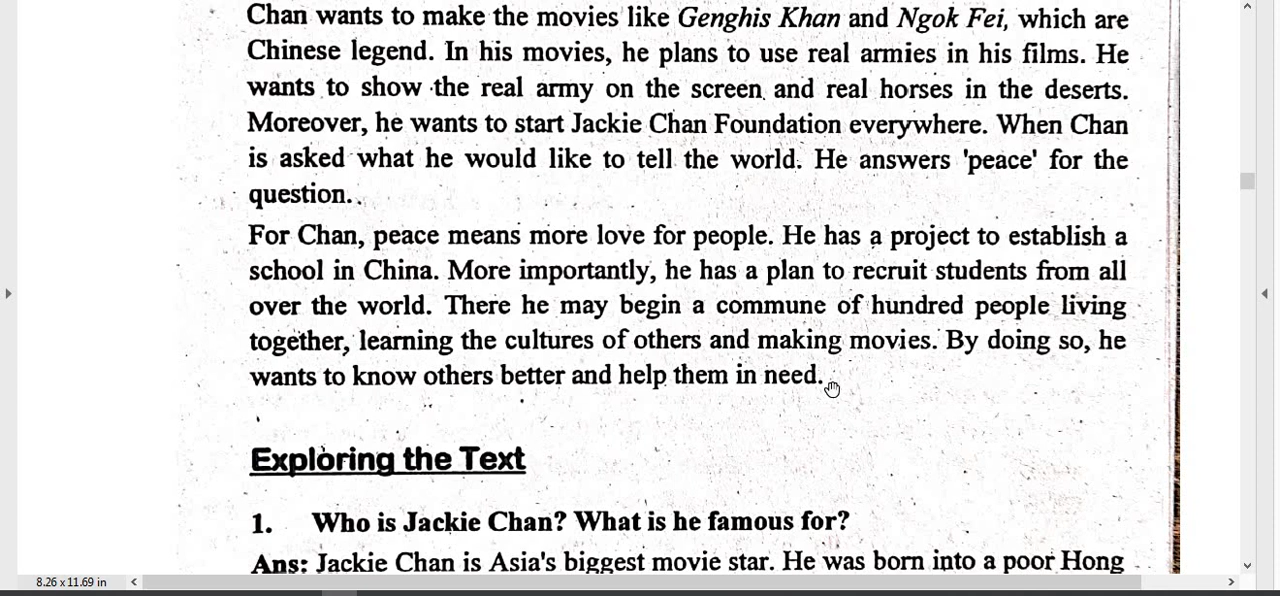 Chan wants to make the movies like Genghis Khan and Ngok Fei, which are
Chinese legend. In his movies, he plans to use real armies in his films. He
wants to show the real army on the screen and real horses in the deserts.
Moreover, he wants to start Jackie Chan Foundation everywhere. When Chan
is asked what he would like to tell the world. He answers 'peace' for the
question.
For Chan, peace means more love for people. He has a project to establish a
school in China. More importantly, he has a plan to recruit students from all
over the world. There he may begin a commune of hundred people living
together, learning the cultures of others and making movies. By doing so, he
wants to know others better and help them in need.
Exploring the Text
1. Who is Jackie Chan? What is he famous for?
Ans: Jackie Chan is Asia's biggest movie star. He was born into a poor Hong
8.26 x 11.69 in